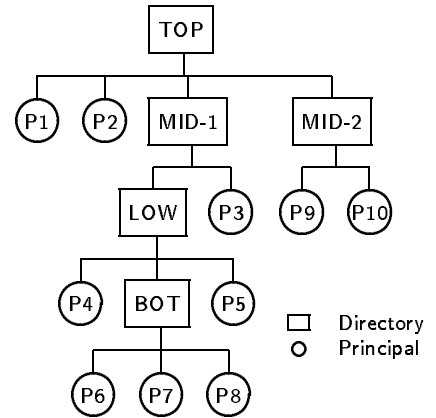 TOP
P1 P2 MID-1 MID-2
LOW P3 P9 P10
P4 BOT P5
Directory
Principal
P6 P7 P8